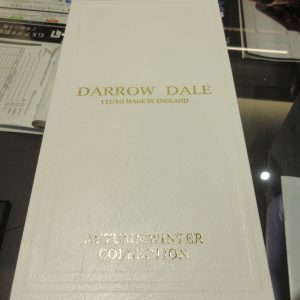 DARROW DALE
CLOTH MADE IN ENGLAND
AUTUMN/WINTER
COLLECTION